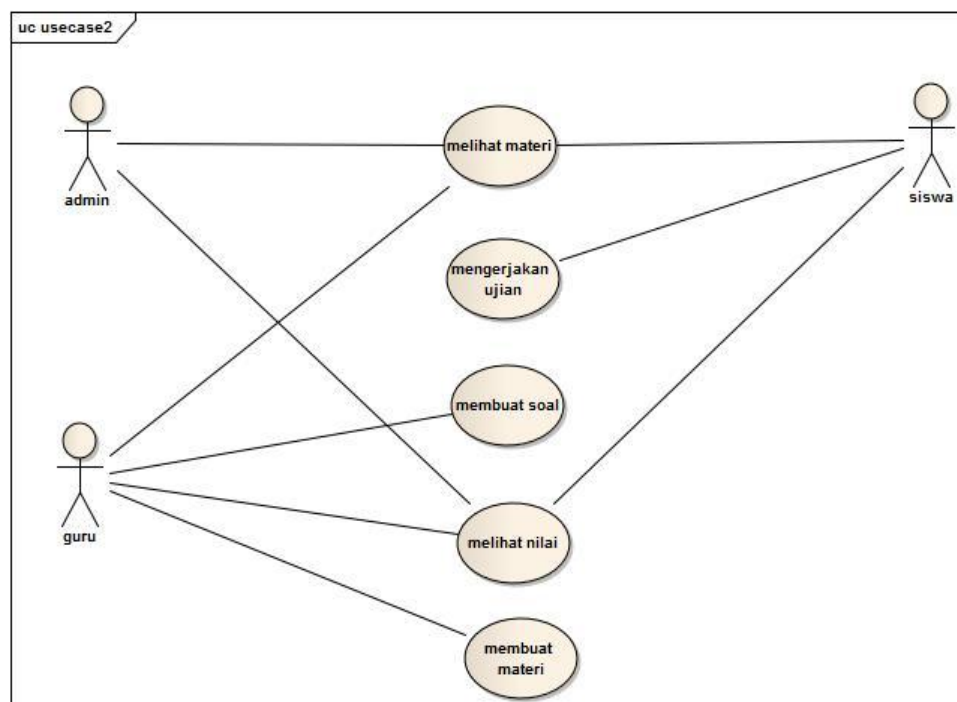 uc usecase2
admin
melihat materi
siswa
mengerjakan
ujian
membuat soal
guru
melihat nilai
membuat
materi